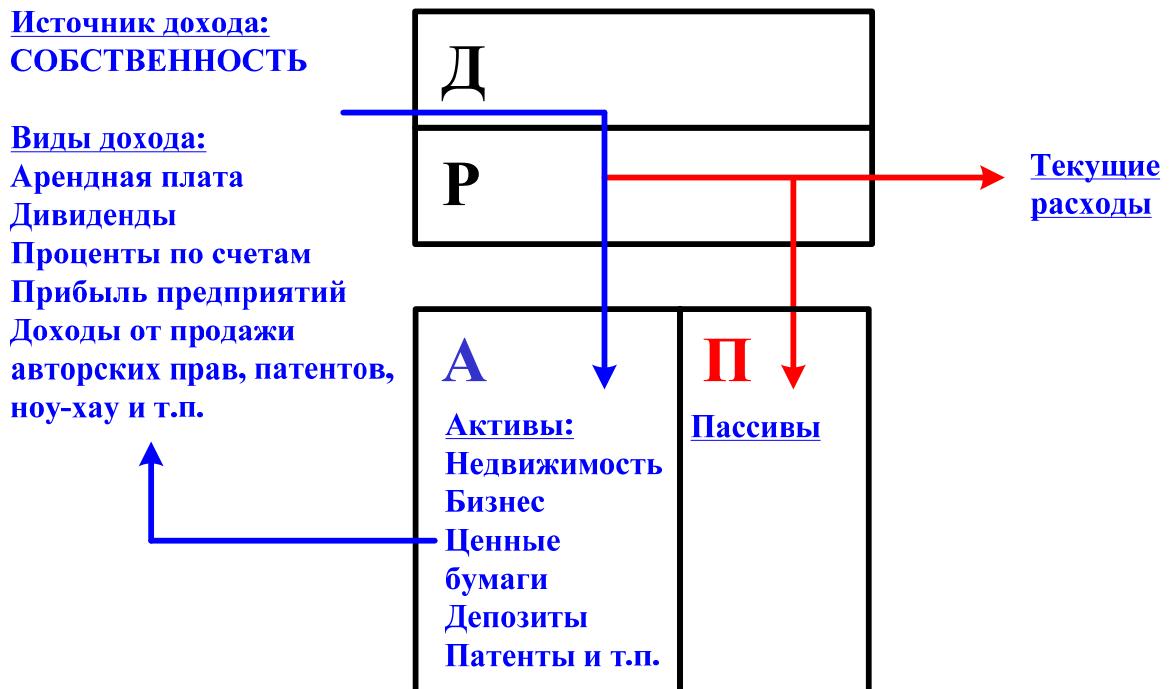 Источник дохода:
СОБСТВЕННОСТЬ
Виды дохода:
Арендная плата
Дивиденды
Проценты по счетам
Прибыль предприятий
Доходы от продажи
авторских прав, патентов,
ноу-хау и т.п.
Д
Р
Текущие
расходы
А
Активы:
Недвижимость
Бизнес
Ценные
бумаги
Депозиты
Патенты и т.п.
П
Пассивы